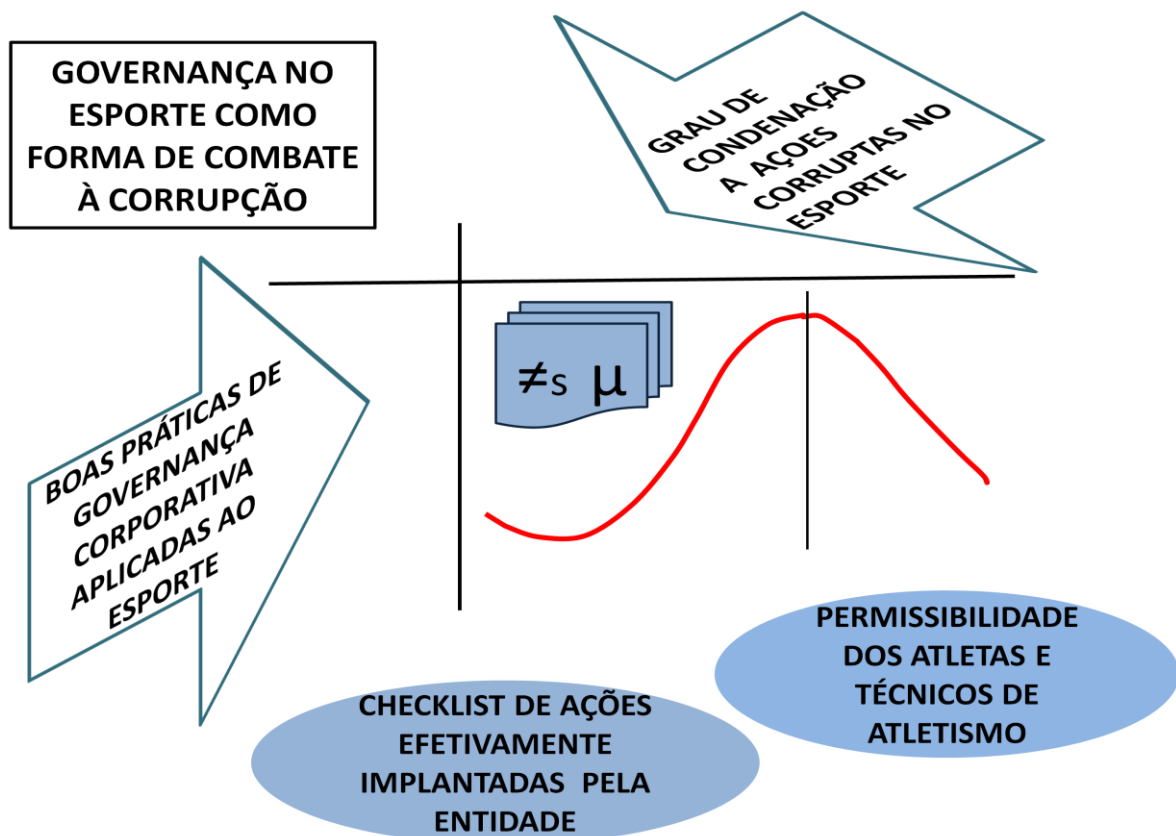 GOVERNANÇA NO
ESPORTE COMO
FORMA DE COMBATE
À CORRUPÇÃO
GRAU DE
CONDENAÇÃO
A AÇOES
CORRUPTAS NO
ESPORTE
BOAS PRÁTICAS DE
GOVERNANÇA
CORPORATIVA
APLICADAS AO
ESPORTE
≠s μ
PERMISSIBILIDADE
DOS ATLETAS E
TÉCNICOS DE
ATLETISMO
CHECKLIST DE AÇÕES
EFETIVAMENTE
IMPLANTADAS PELA
ENTIDADE